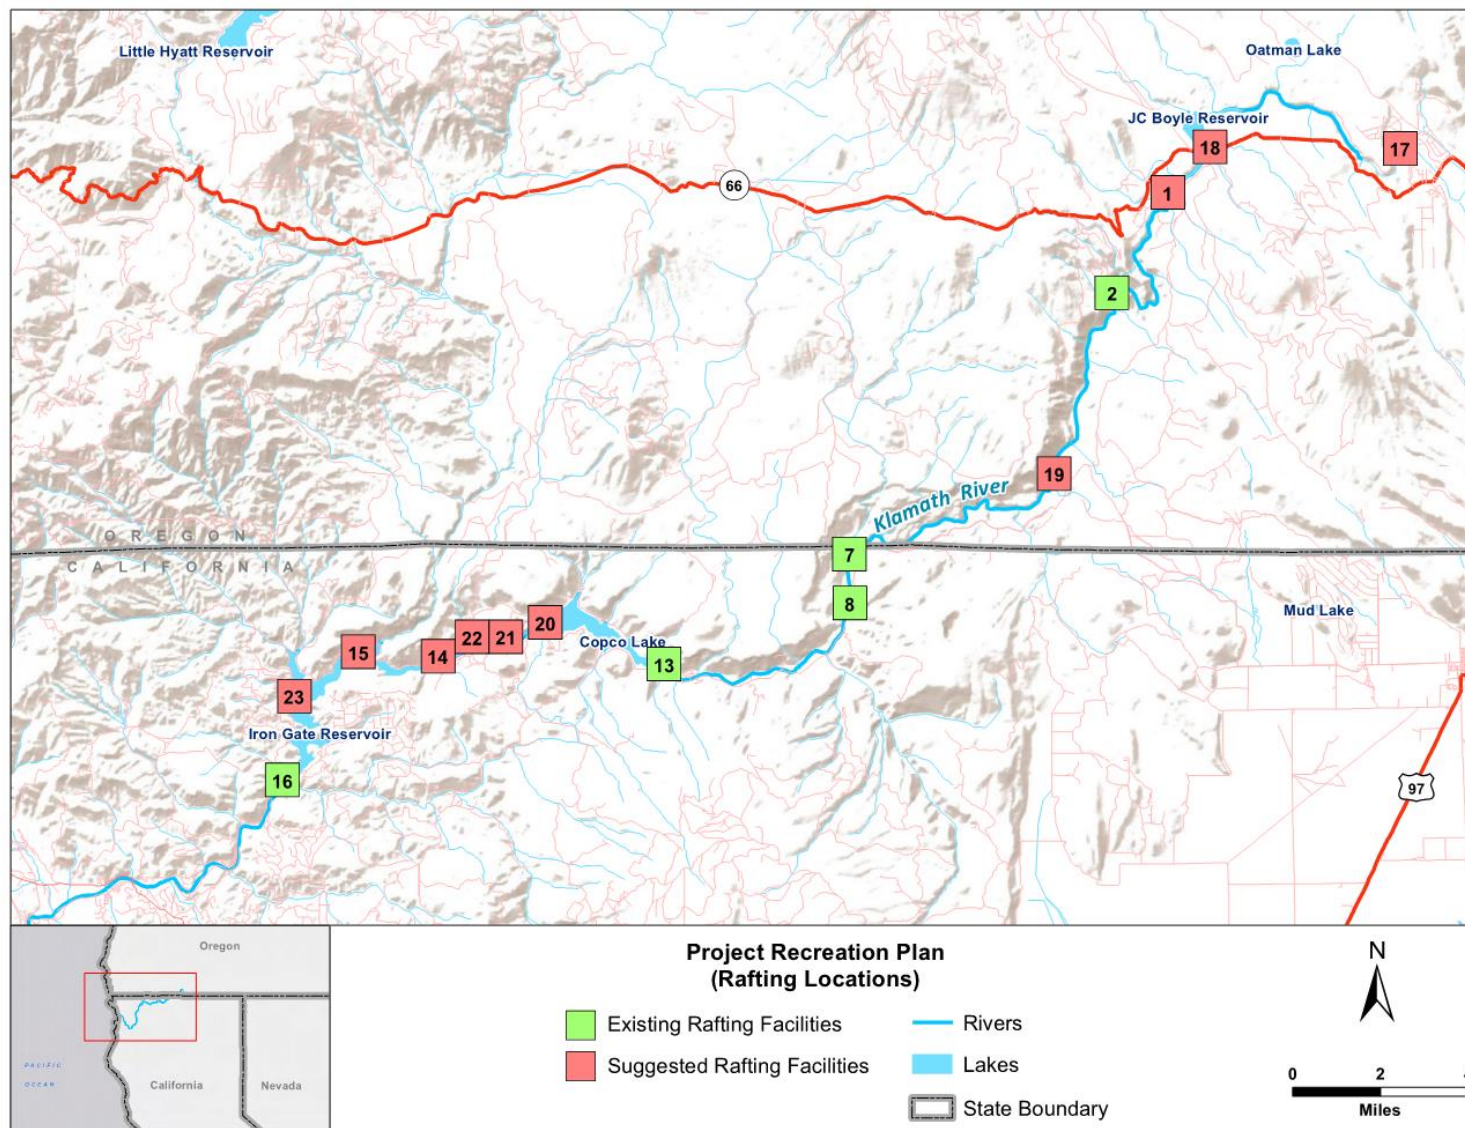 Little Hyatt Reservoir
Oatman Lake
JC Boyle Reservoir
18
17
66
1
2
19
Klamath River
OREGON
CALIFORNIA
7
8
Mud Lake
20
22
21
Copco Lake
15
14
13
23
Iron Gate Reservoir
16
97
Oregon
PACIFIC
OCEAN
California
Nevada
Project Recreation Plan
(Rafting Locations)
Existing Rafting Facilities
Suggested Rafting Facilities
Rivers
Lakes
State Boundary
N
0 2
Miles